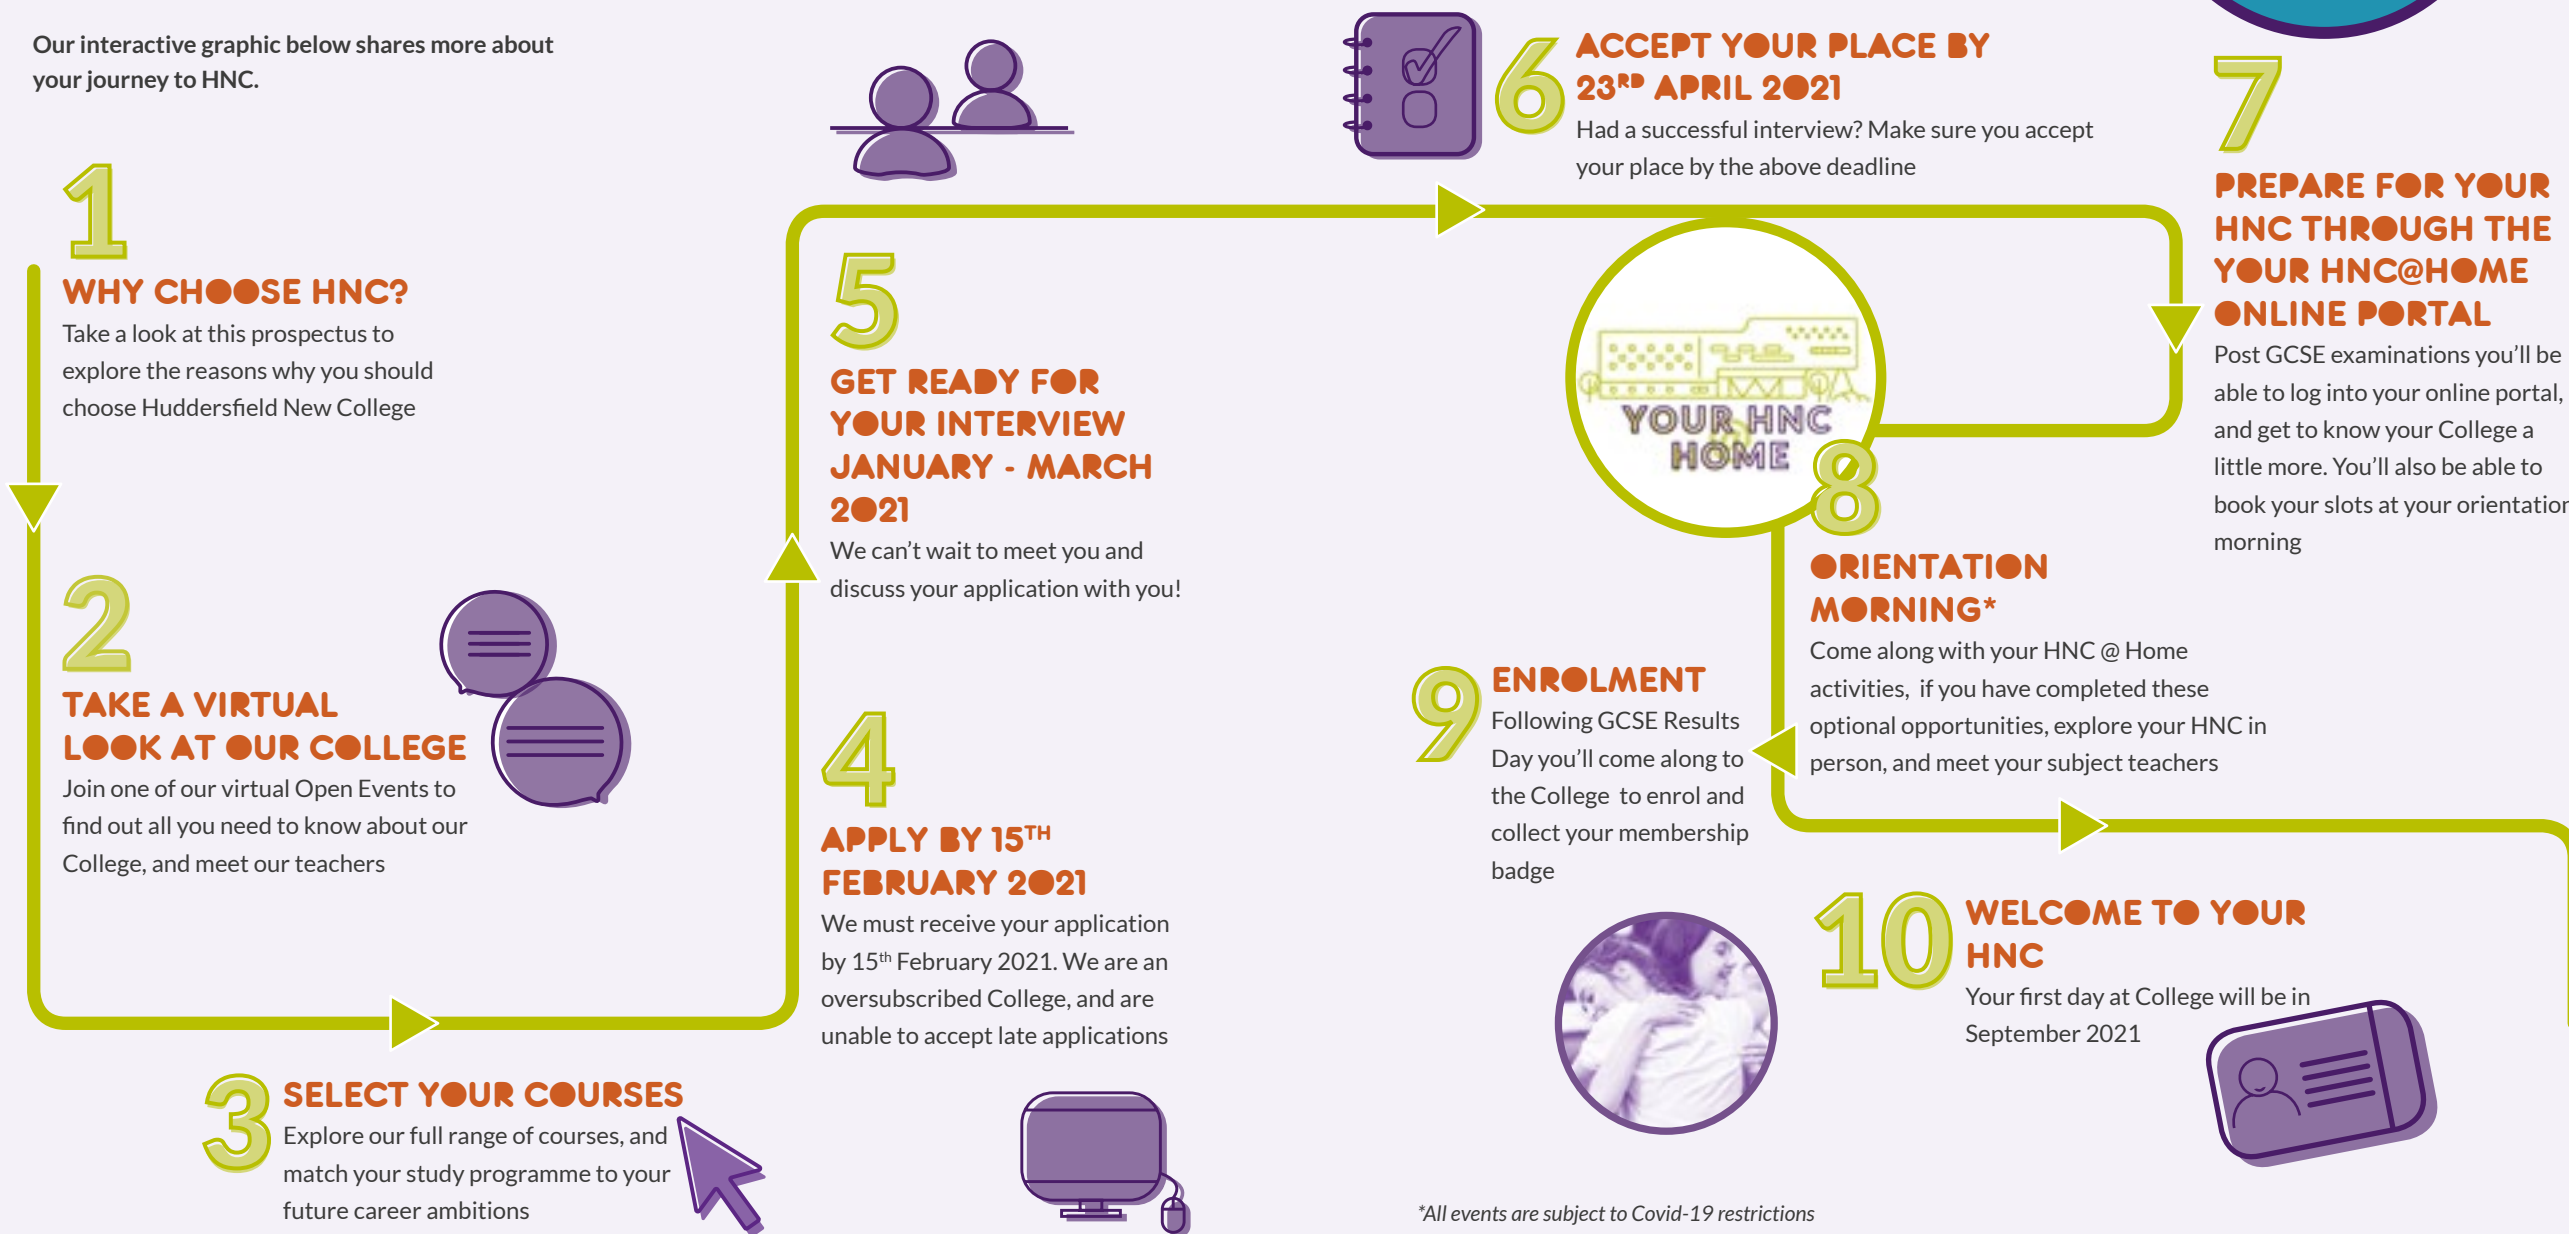 Our interactive graphic below shares more about
your journey to HNC.
1
WHY CHOOSE HNC?
Take a look at this prospectus to
explore the reasons why you should
choose Huddersfield New College
2
TAKE A VIRTUAL
LOOK AT OUR COLLEGE
Join one of our virtual Open Events to
find out all you need to know about our
College, and meet our teachers
3
SELECT YOUR COURSES
Explore our full range of courses, and
match your study programme to your
future career ambitions
4
APPLY BY 15TH
FEBRUARY 2021
We must receive your application
by 15th February 2021. We are an
oversubscribed College, and are
unable to accept late applications
5
GET READY FOR
YOUR INTERVIEW
JANUARY - MARCH
2021
We can't wait to meet you and
discuss your application with you!
6
ACCEPT YOUR PLACE BY
23RD APRIL 2021
Had a successful interview? Make sure you accept
your place by the above deadline
7
PREPARE FOR YOUR
HNC THROUGH THE
YOUR HNC@HOME
ONLINE PORTAL
Post GCSE examinations you'll be
able to log into your online portal,
and get to know your College a
little more. You'll also be able to
book your slots at your orientation
morning
YOUR HNC
@
HOME
8
ORIENTATION
MORNING*
Come along with your HNC @ Home
activities, if you have completed these
optional opportunities, explore your HNC in
person, and meet your subject teachers
9
ENROLMENT
Following GCSE Results
Day you'll come along to
the College to enrol and
collect your membership
badge
10
WELCOME TO YOUR
HNC
Your first day at College will be in
September 2021
*All events are subject to Covid-19 restrictions